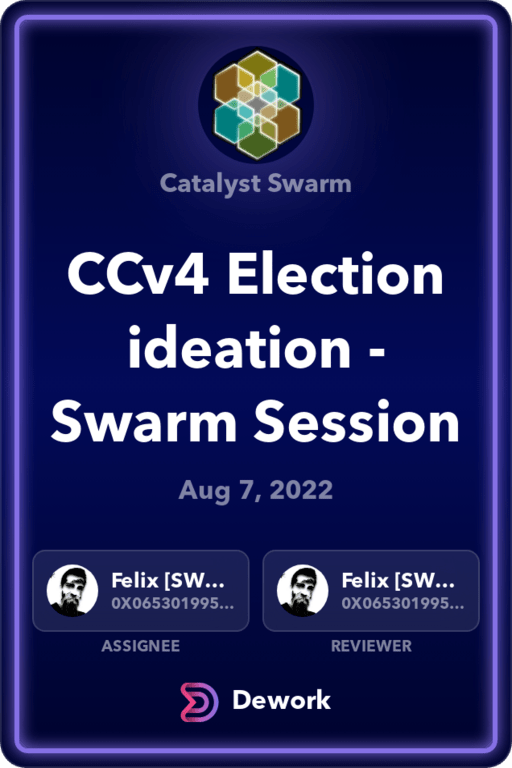 Catalyst Swarm
CCv4 Election
ideation -
Swarm Session
Aug 7, 2022
Felix [SW...
0X065301995...
ASSIGNEE
Felix [SW...
0X065301995...
REVIEWER
Dework